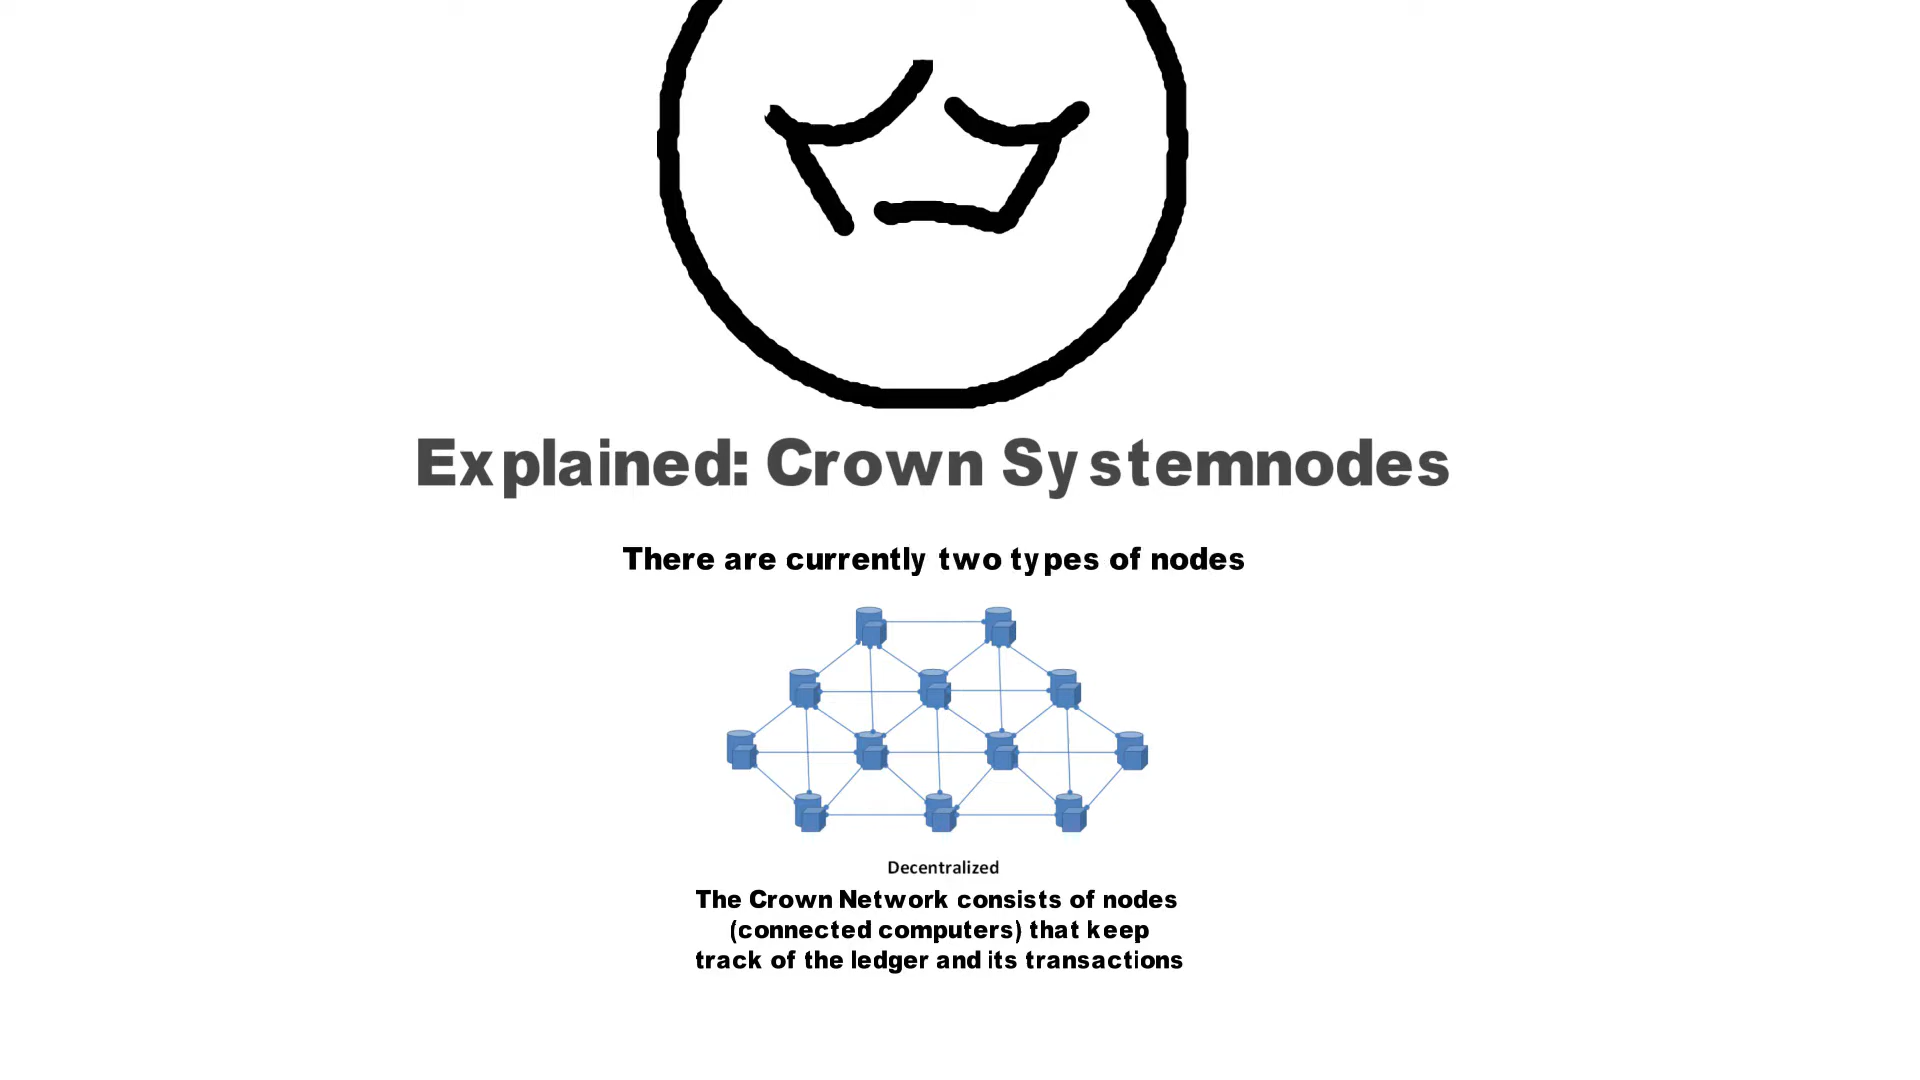 Explained: Crown Systemnodes
There are currently two types of nodes
Decentralized
The Crown Network consists of nodes
(connected computers) that keep
track of the ledger and its transactions